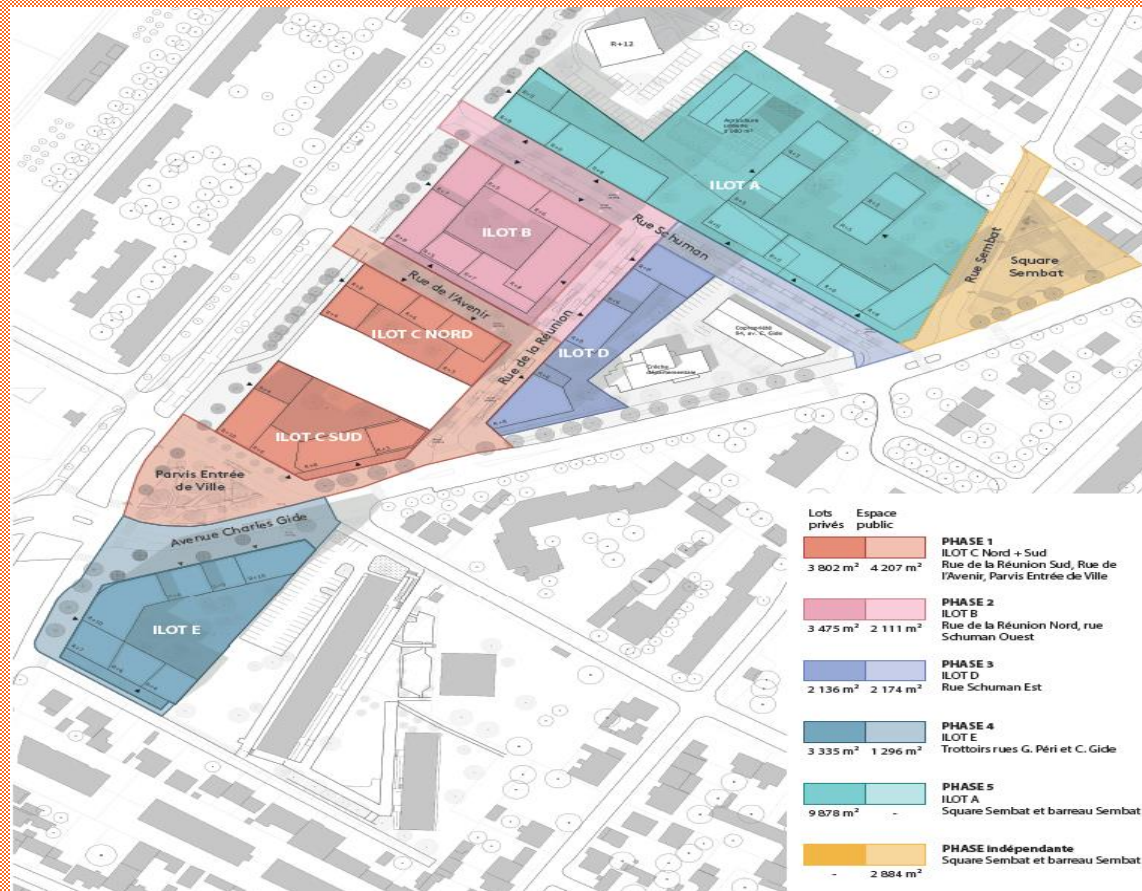 R+12
Agriculture
urbaine
ILOT A
Rue Schuman
ILOT B
Rue Sembat
Square
Sembat
Rue de l'Avenir
ILOT C NORD
Rue de la Réunion
ILOT D
Copropriété
Crèche
départementale
ILOT C SUD
Parvis Entrée
de Ville
Avenue Charles Gide
ILOT E
Lots Espace
privés public
PHASE 1
ILOT C Nord + Sud
3 802 m² 4 207 m² Rue de la Réunion Sud, Rue de
l'Avenir, Parvis Entrée de Ville
PHASE 2
ILOT B
3 475 m² 2 111 m² Rue de la Réunion Nord, rue
Schuman Ouest
PHASE 3
ILOT D
2 136 m² 2 174 m² Rue Schuman Est
PHASE 4
ILOT E
3 335 m² 1 296 m² Trottoirs rues G. Péri et C. Gide
PHASE 5
ILOT A
9 878 m² - Square Sembat et barreau Sembat
PHASE indépendante
Square Sembat et barreau Sembat
- 2 884 m²